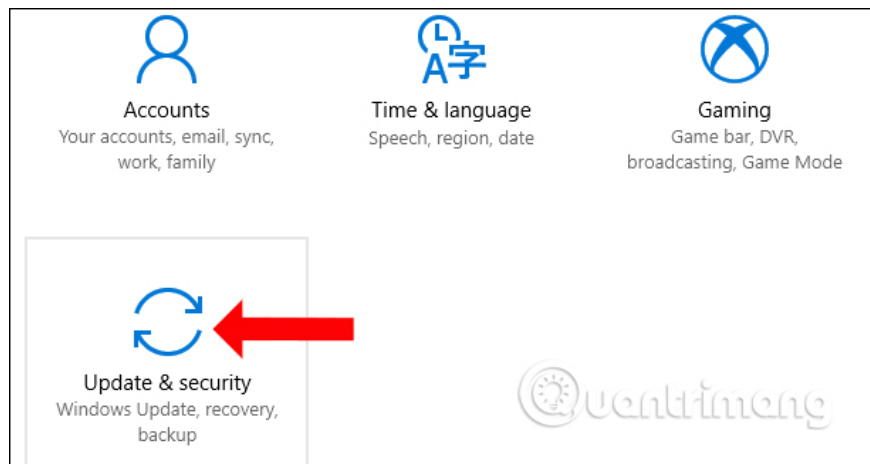 Accounts
Your accounts, email, sync,
work, family
Time & language
Speech, region, date
Gaming
Game bar, DVR,
broadcasting, Game Mode
Update & security
Windows Update, recovery,
backup
Quantrimang